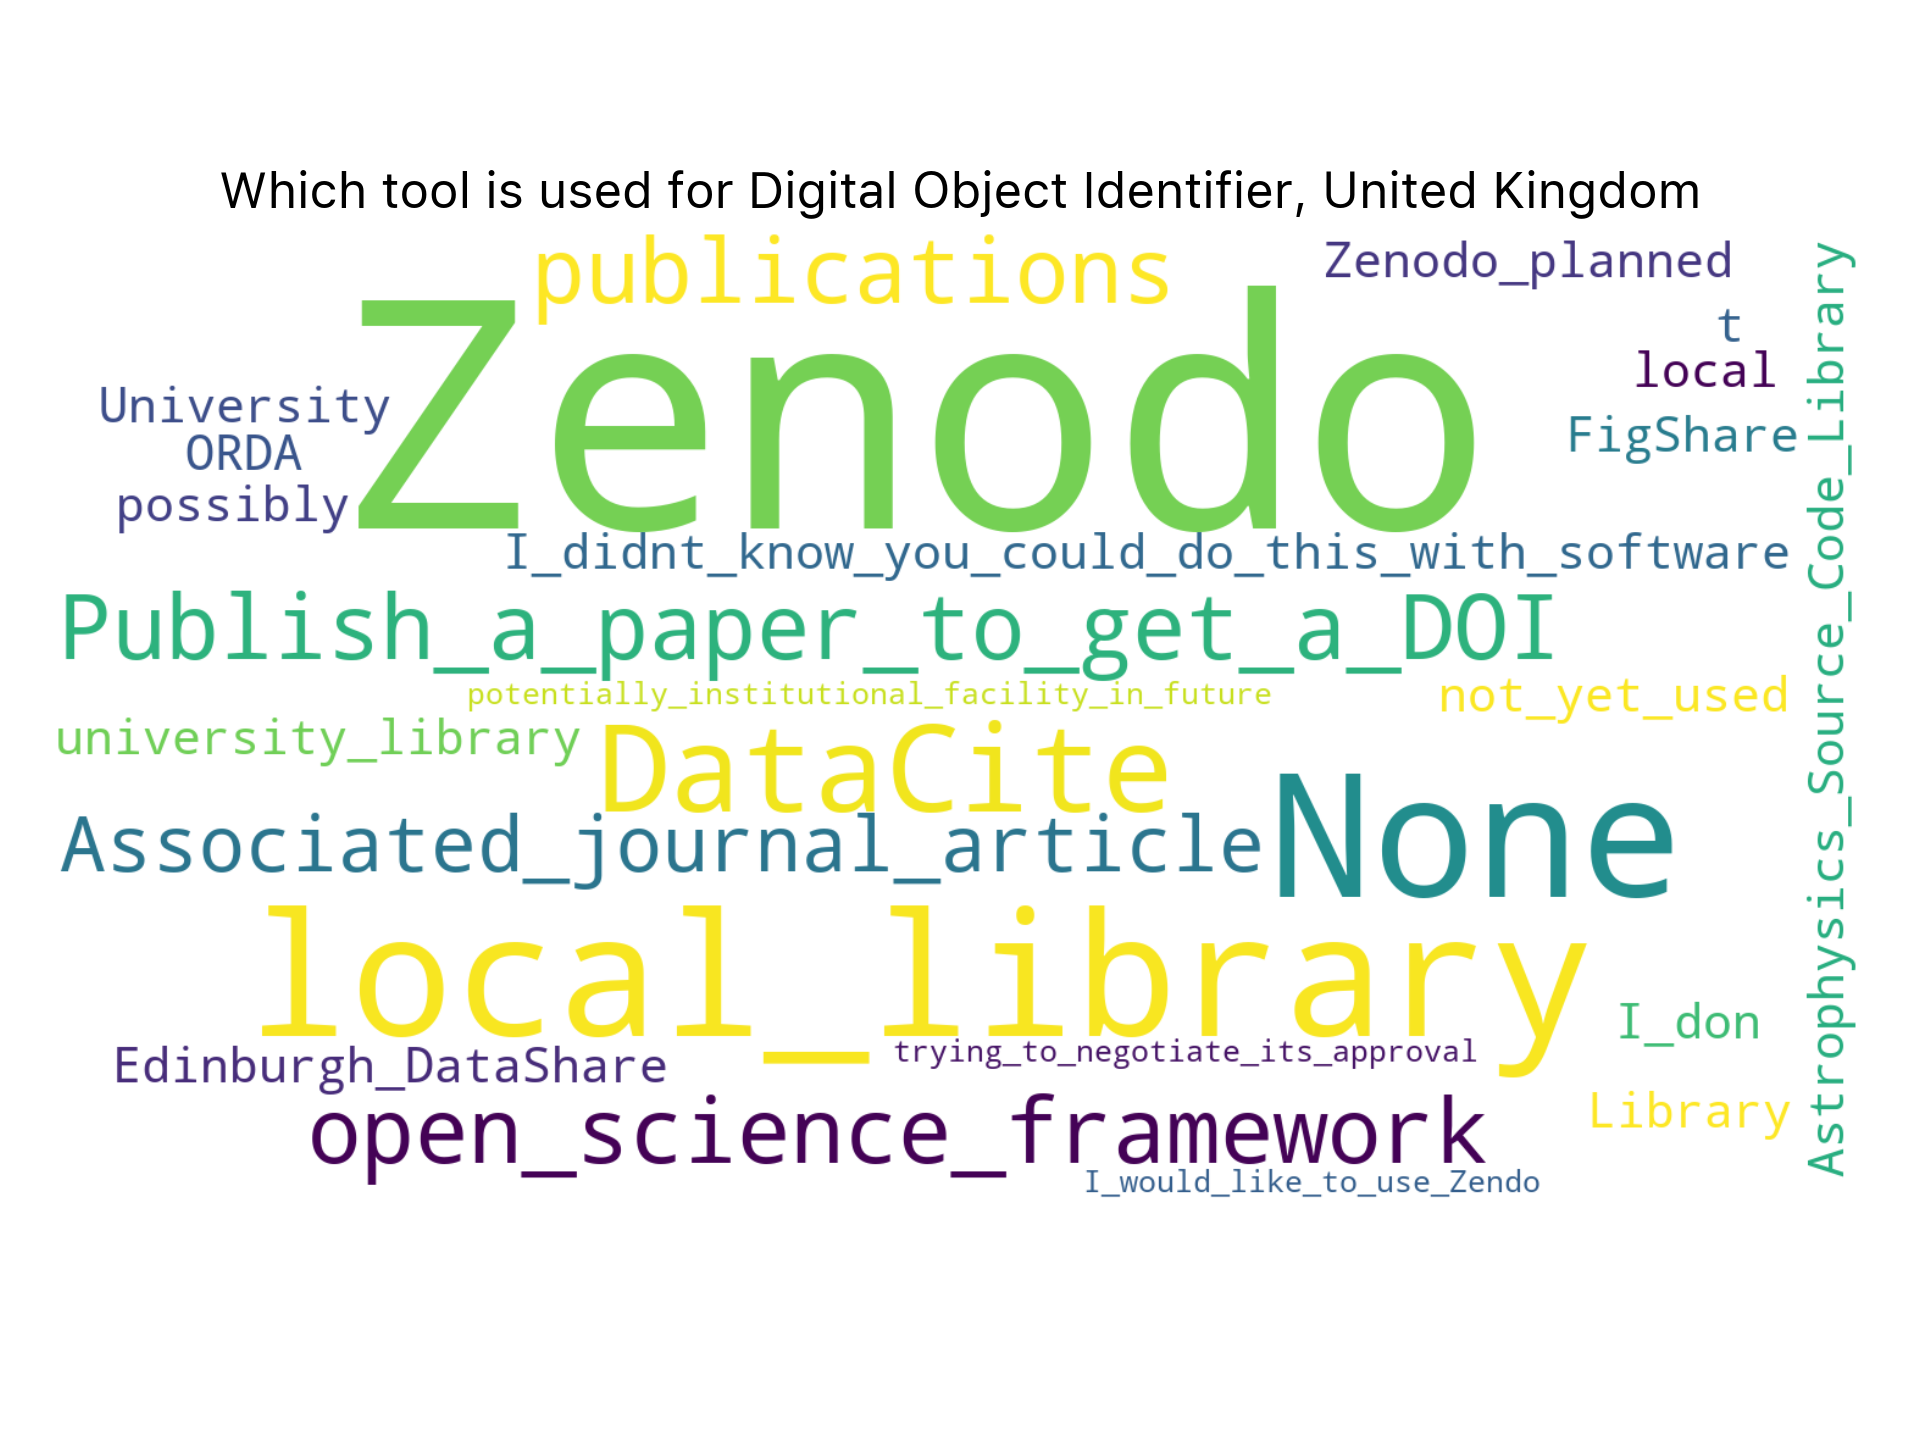 Which tool is used for Digital Object Identifier, United Kingdom
publications
Zenodo_planned
Zenodo
t
local
University
FigShare
ORDA
possibly
I_didnt_know_you_could_do_this_with_software
Publish_a_paper_to_get_a_DOI
potentially_institutional_facility_in_future
not_yet_used
university_library
DataCite
Associated_journal_article
None
local_library
I_don
Edinburgh_DataShare
trying_to_negotiate_its_approval
open_science_framework
Library
I_would_like_to_use_Zendo
Astrophysics_Source_Code_Library